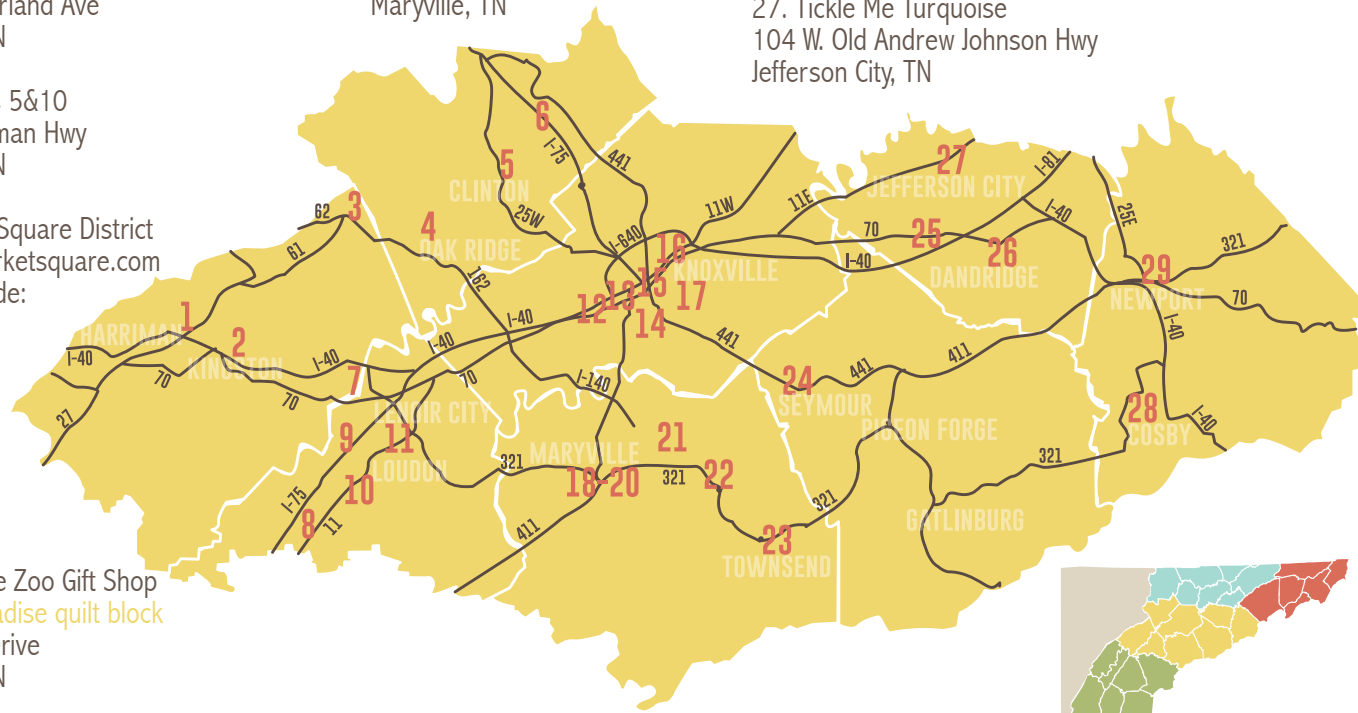 rland Ave
N
5&10
man Hwy
N
Square District
rketsquare.com
de:
e Zoo Gift Shop
adise quilt block
rive
N
Maryville, TN
27. Tickle Me Turquoise
104 W. Old Andrew Johnson Hwy
Jefferson City, TN
6
I-75
441
5
CLINTON
25W
3
62
61
4
OAK RIDGE
162
11W
11E
27
JEFFERSON CITY
I-81
I-40
25E
321
70
25
26
DANDRIDGE
I-40
29
NEWPORT
70
I-40
I-640
16
KNOXVILLE
15
13
12
17
14
1
HARRIMAN
I-40
2
KINGSTON
70
27
I-40
70
7
I-40
I-40
70
I-140
441
24
SEYMOUR
441
411
PIGEON FORGE
28
COSBY
I-40
321
LENOIR CITY
9
11
LOUDON
10
I-75
8
11
321
MARYVILLE
18-20
21
321
22
411
23
TOWNSEND
321
GATLINBURG